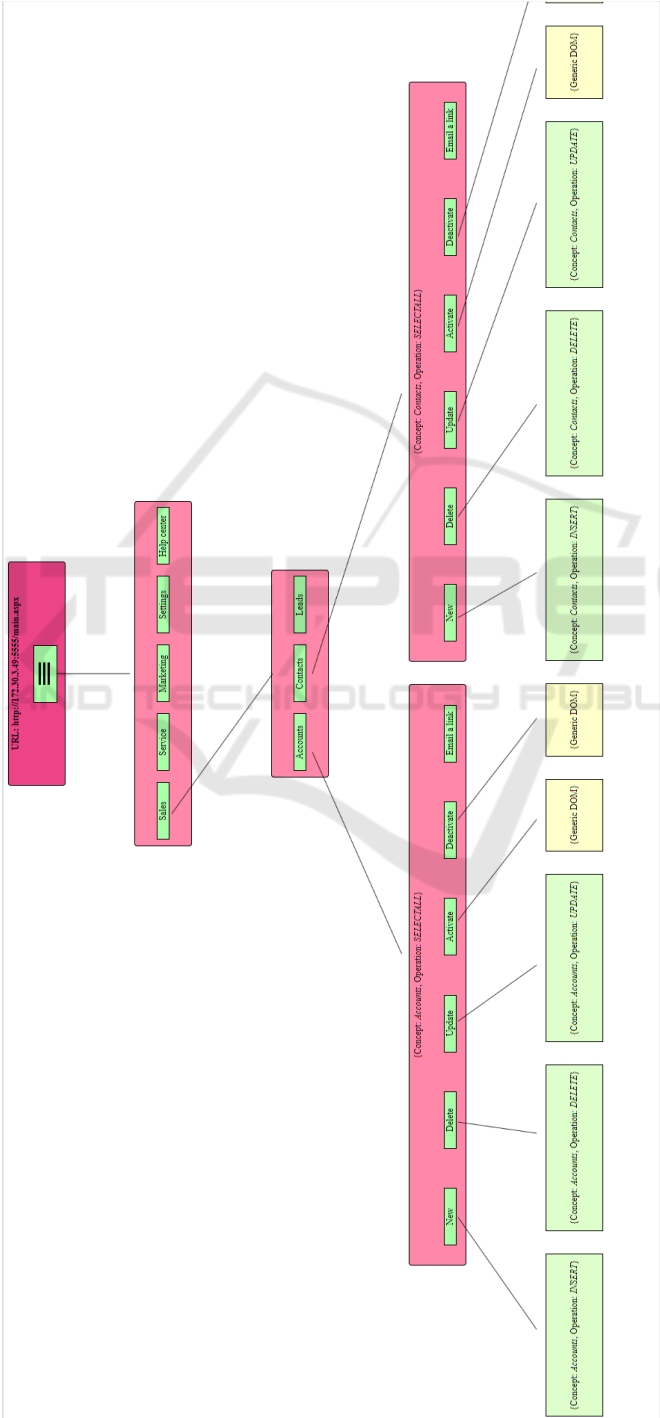 URL: http://172.30.3.49:5555/main.aspx
Sales
Service
Marketing
Settings
Help center
Accounts
Contacts
Leads
{Concept: Accounts, Operation: SELECTALL}
New
Delete
Update
Activate
Deactivate
Email a link
{Concept: Contacts, Operation: SELECTALL}
New
Delete
Update
Activate
Deactivate
Email a link
{Concept: Accounts, Operation: INSERT}
{Concept: Accounts, Operation: DELETE}
{Concept: Accounts, Operation: UPDATE}
{Generic DOM}
{Generic DOM}
{Concept: Contacts, Operation: INSERT}
{Concept: Contacts, Operation: DELETE}
{Concept: Contacts, Operation: UPDATE}
{Generic DOM}
AND TECHNOLOGY PUBL